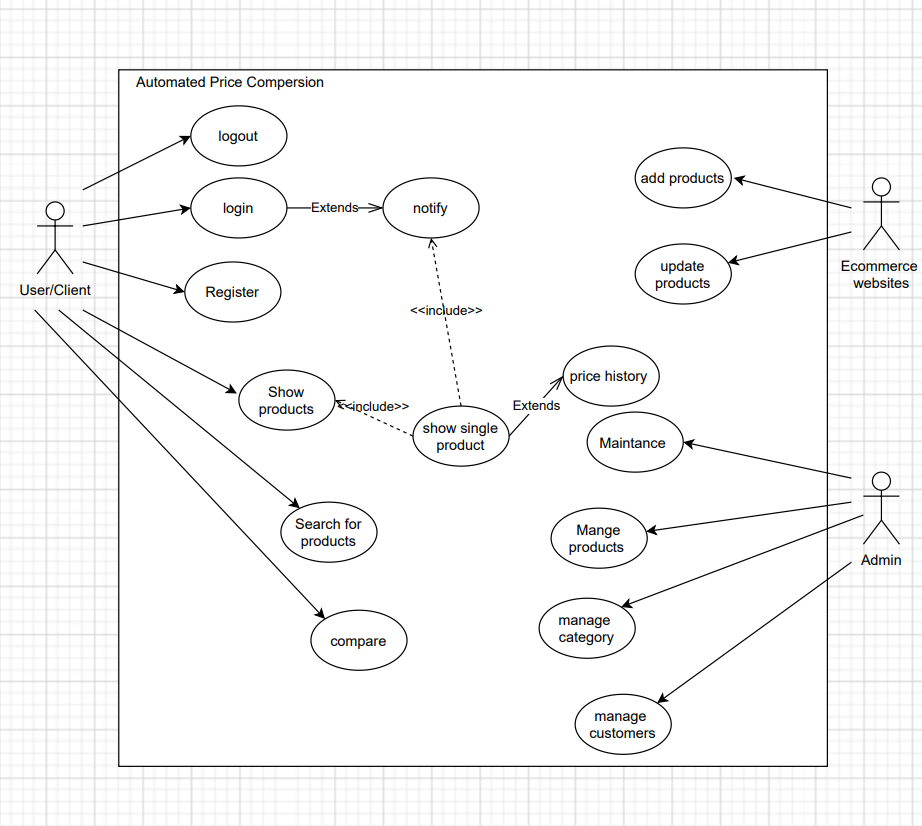 Automated Price Compersion
logout
login
Extends
notify
add products
User/Client
Register
update
products
Ecommerce
websites
<<include>>
Show
products
<<include>>
show single
product
Extends
price history
Maintance
Search for
products
Mange
products
Admin
manage
category
compare
manage
customers